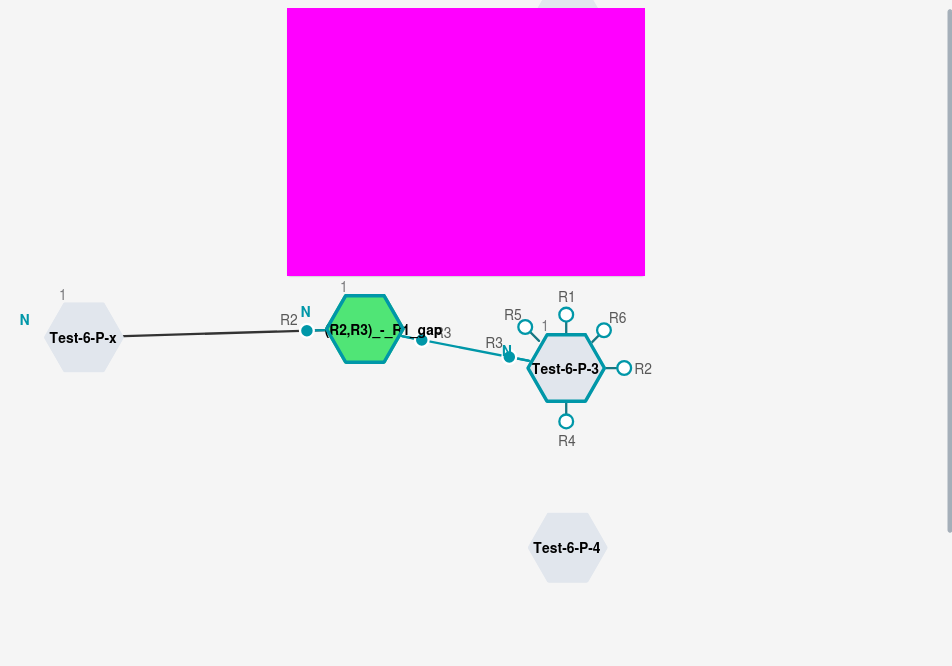 1
N
Test-6-P-x
R2
N
1
(R2,R3)_-_R1_gap
R3
R3
N
R5
1
R1
R6
Test-6-P-3
R2
R4
Test-6-P-4